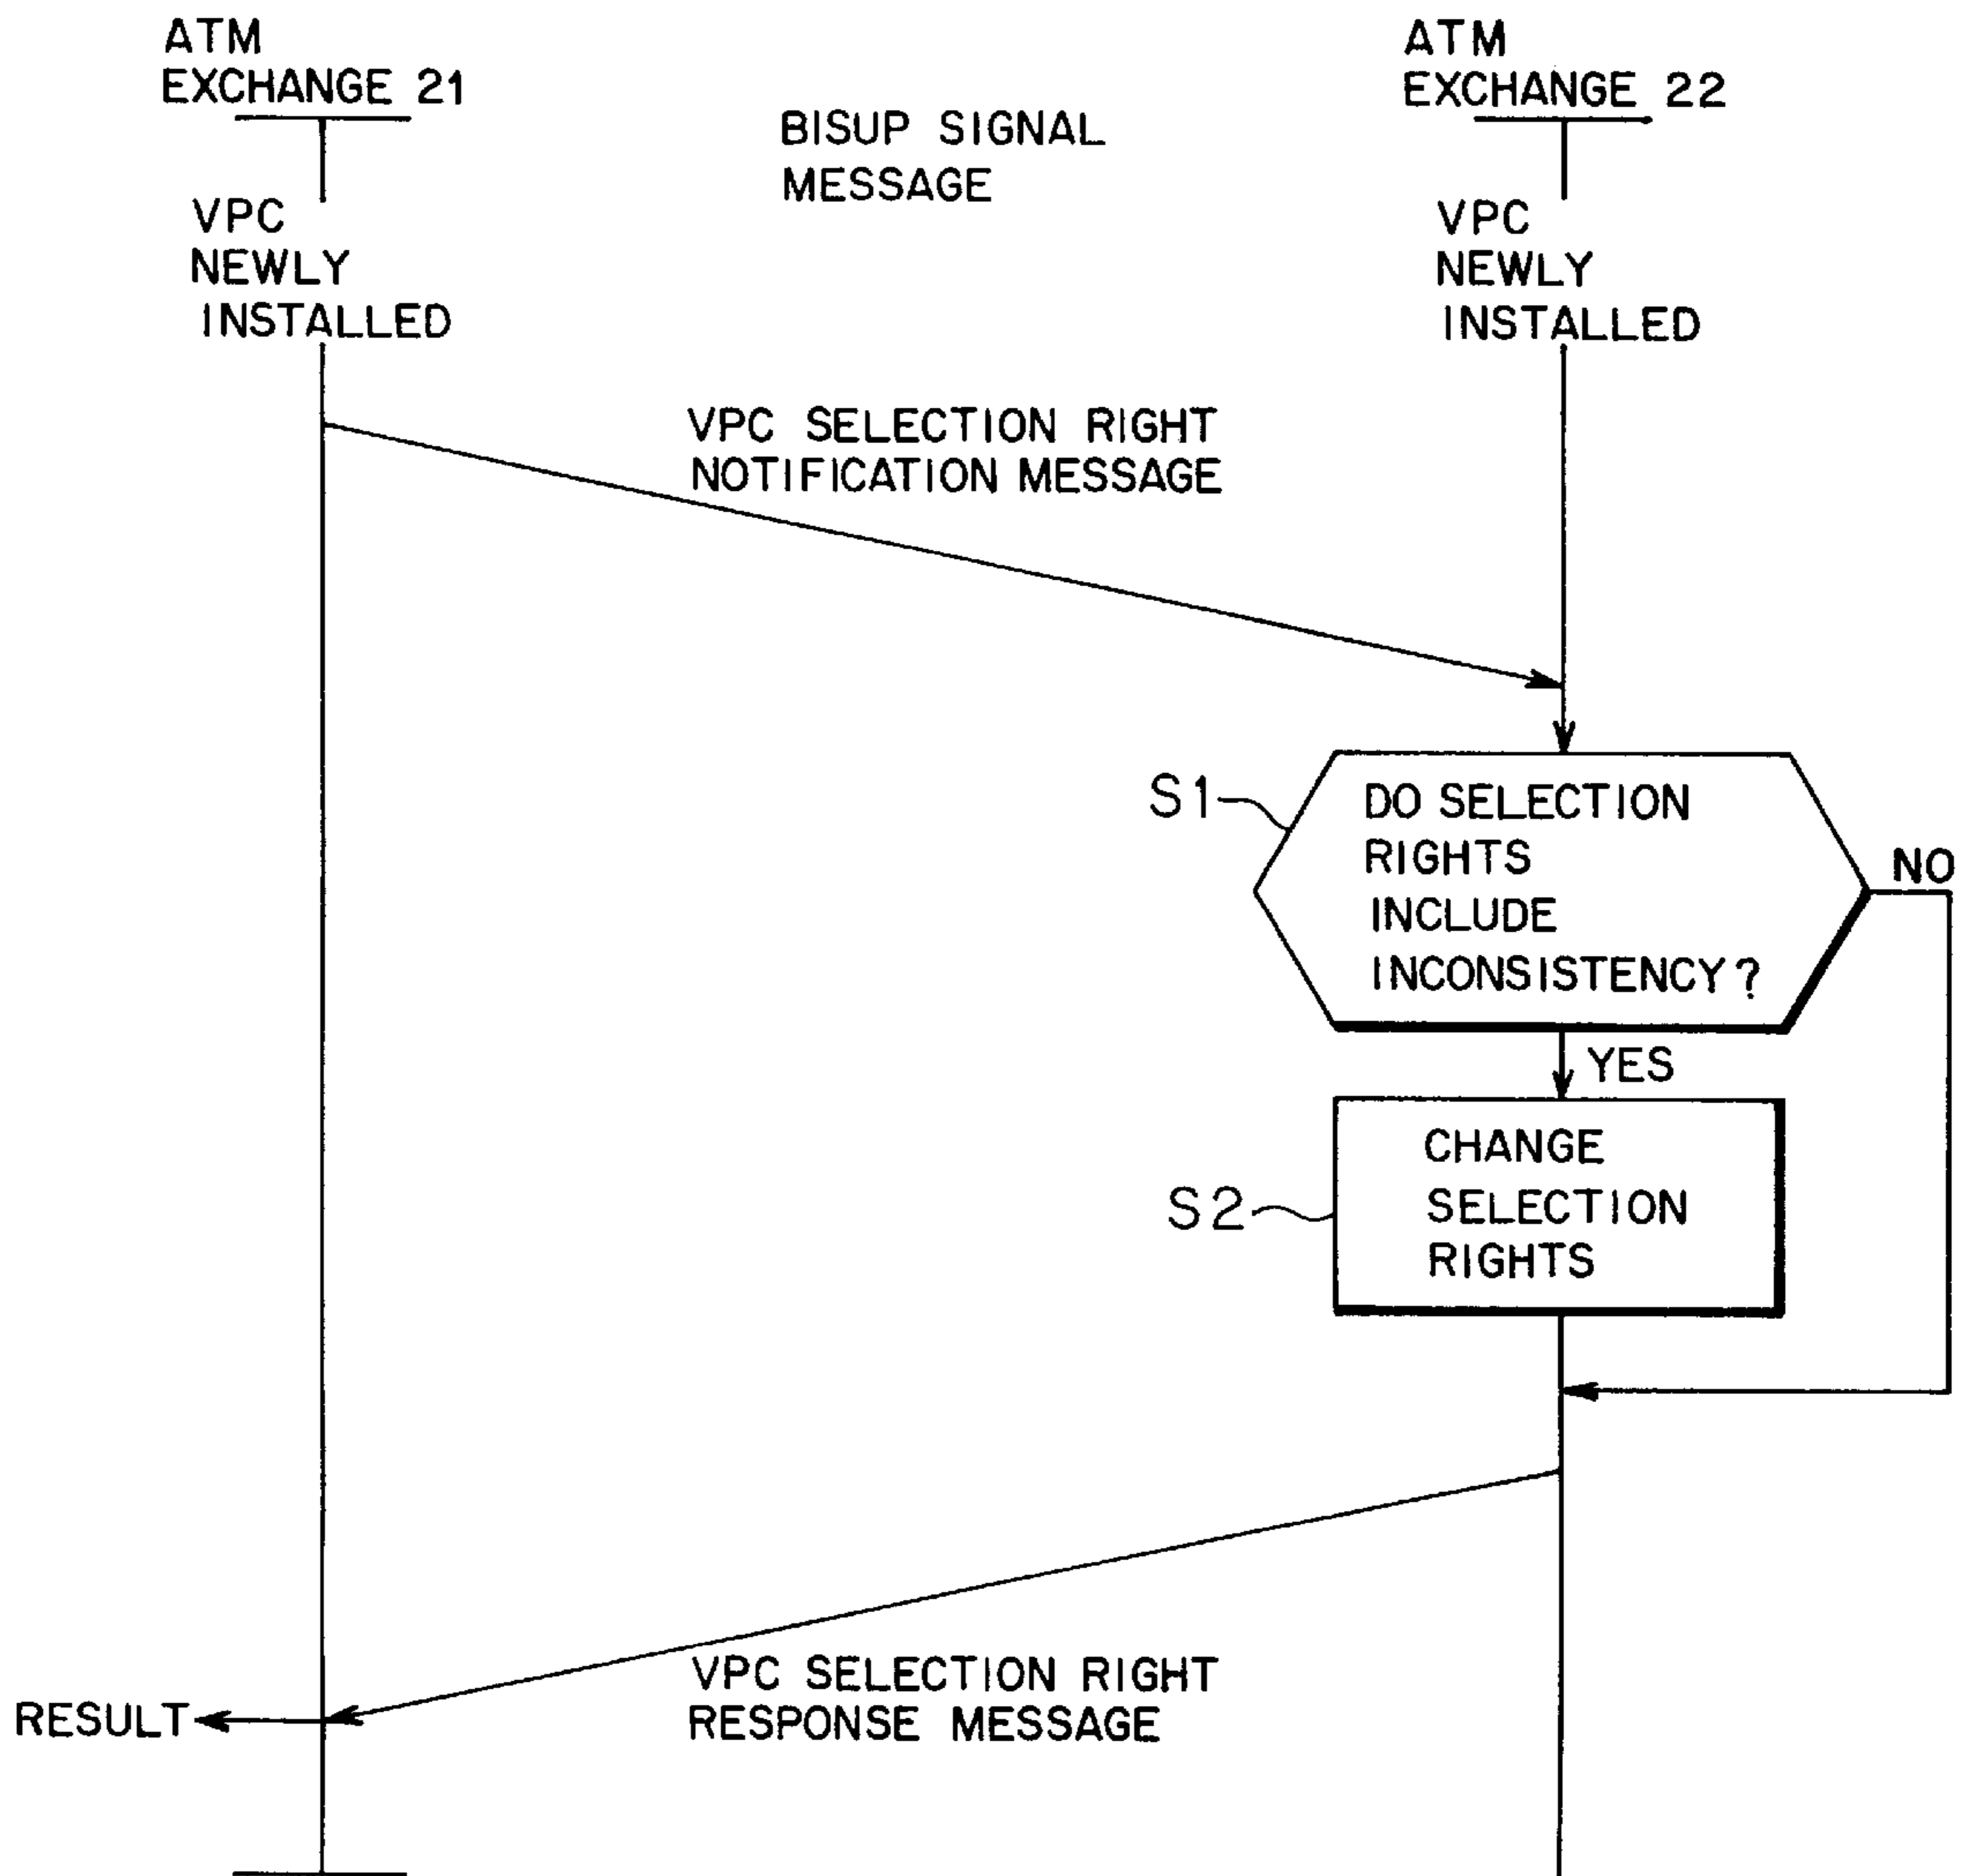 ATM
EXCHANGE 21
ATM
EXCHANGE 22
BISUP SIGNAL
MESSAGE
VPC
NEWLY
INSTALLED
VPC
NEWLY
INSTALLED
VPC SELECTION RIGHT
NOTIFICATION MESSAGE
S1
DO SELECTION
RIGHTS
INCLUDE
INCONSISTENCY?
NO
YES
S2
CHANGE
SELECTION
RIGHTS
VPC SELECTION RIGHT
RESPONSE MESSAGE
RESULT